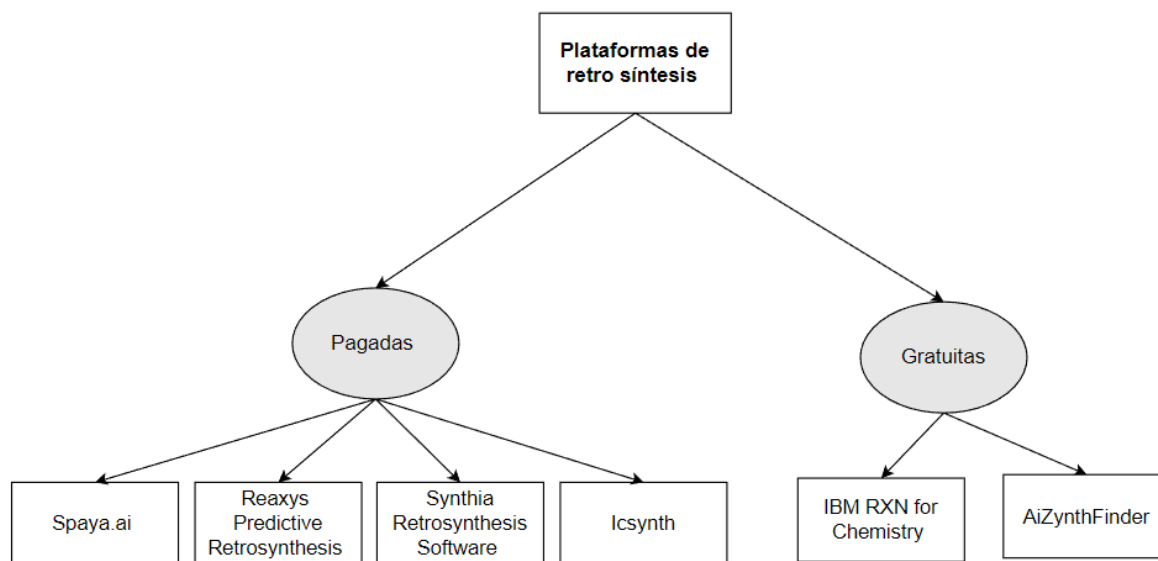 Plataformas de
retro síntesis
Pagadas
Gratuitas
Spaya.ai
Reaxys
Predictive
Retrosynthesis
Synthia
Retrosynthesis
Software
Icsynth
IBM RXN for
Chemistry
AiZynthFinder